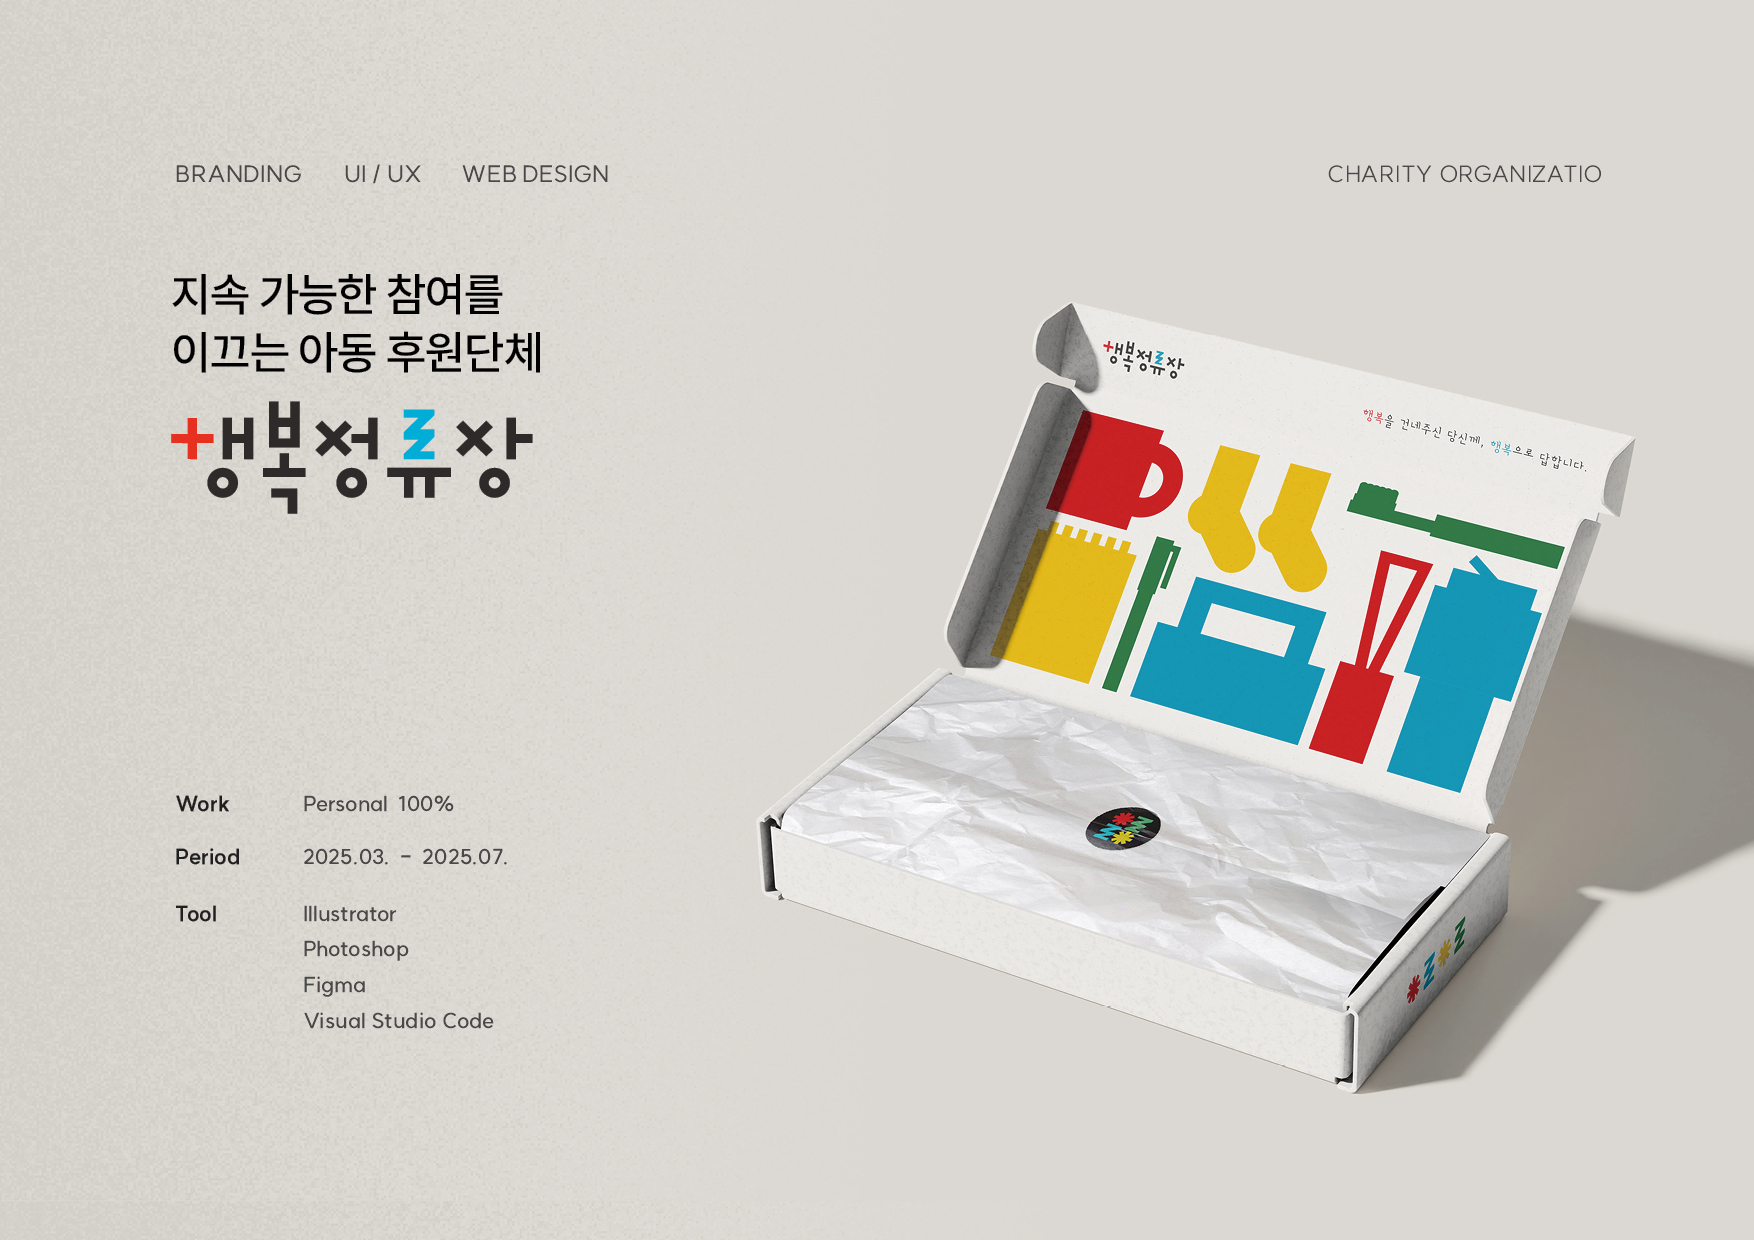 BRANDING UI / UX WEB DESIGN
CHARITY ORGANIZATIO
지속 가능한 참여를
이끄는 아동 후원단체
행복정류장
행복정류장
행복을 건네주신 당신께, 행복으로 답합니다.
Work Personal 100%
Period 2025.03. - 2025.07.
Tool Illustrator
Photoshop
Figma
Visual Studio Code